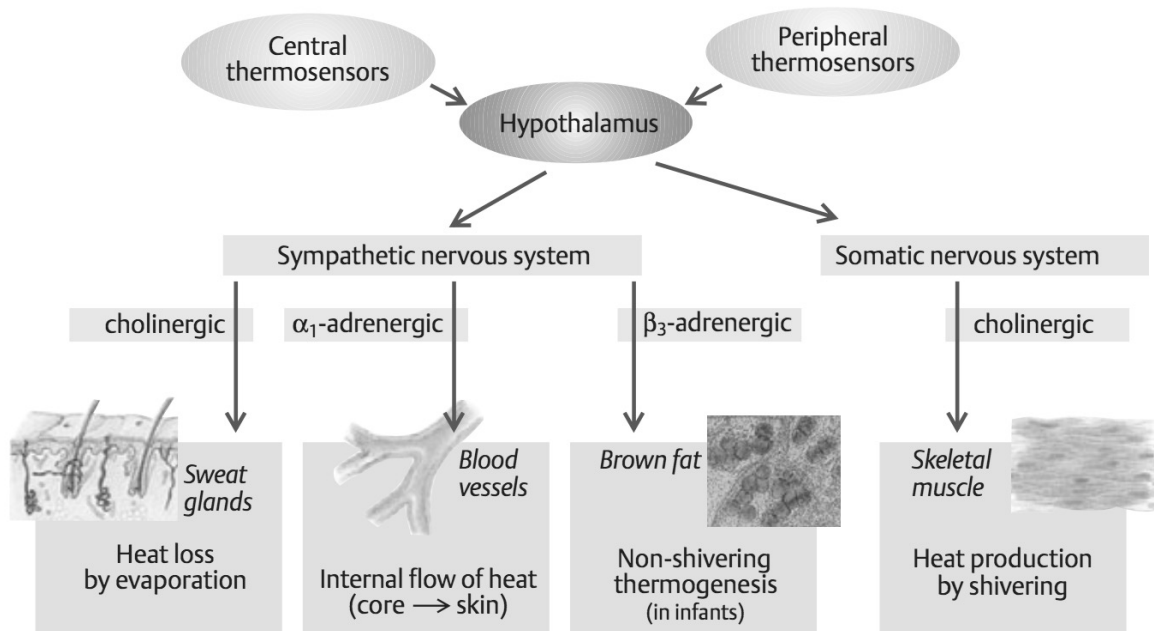 Central
thermosensors
Peripheral
thermosensors
Hypothalamus
Sympathetic nervous system
Somatic nervous system
cholinergic
α₁-adrenergic
β₃-adrenergic
cholinergic
Sweat
glands
Heat loss
by evaporation
Blood
vessels
Internal flow of heat
(core → skin)
Brown fat
Non-shivering
thermogenesis
(in infants)
Skeletal
muscle
Heat production
by shivering